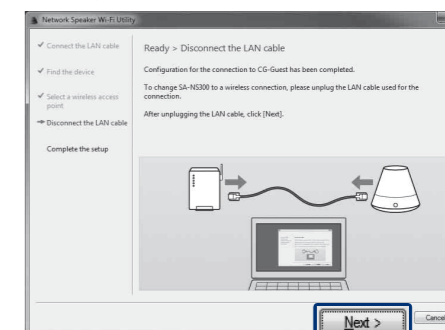 Network Speaker Wi-Fi Utility
✓ Connect the LAN cable
✓ Find the device
✓ Select a wireless access
point
➔ Disconnect the LAN cable
Complete the setup
Ready > Disconnect the LAN cable
Configuration for the connection to CG-Guest has been completed.
To change SA-NS300 to a wireless connection, please unplug the LAN cable used for the
connection.
After unplugging the LAN cable, click [Next].
Next >
Cancel